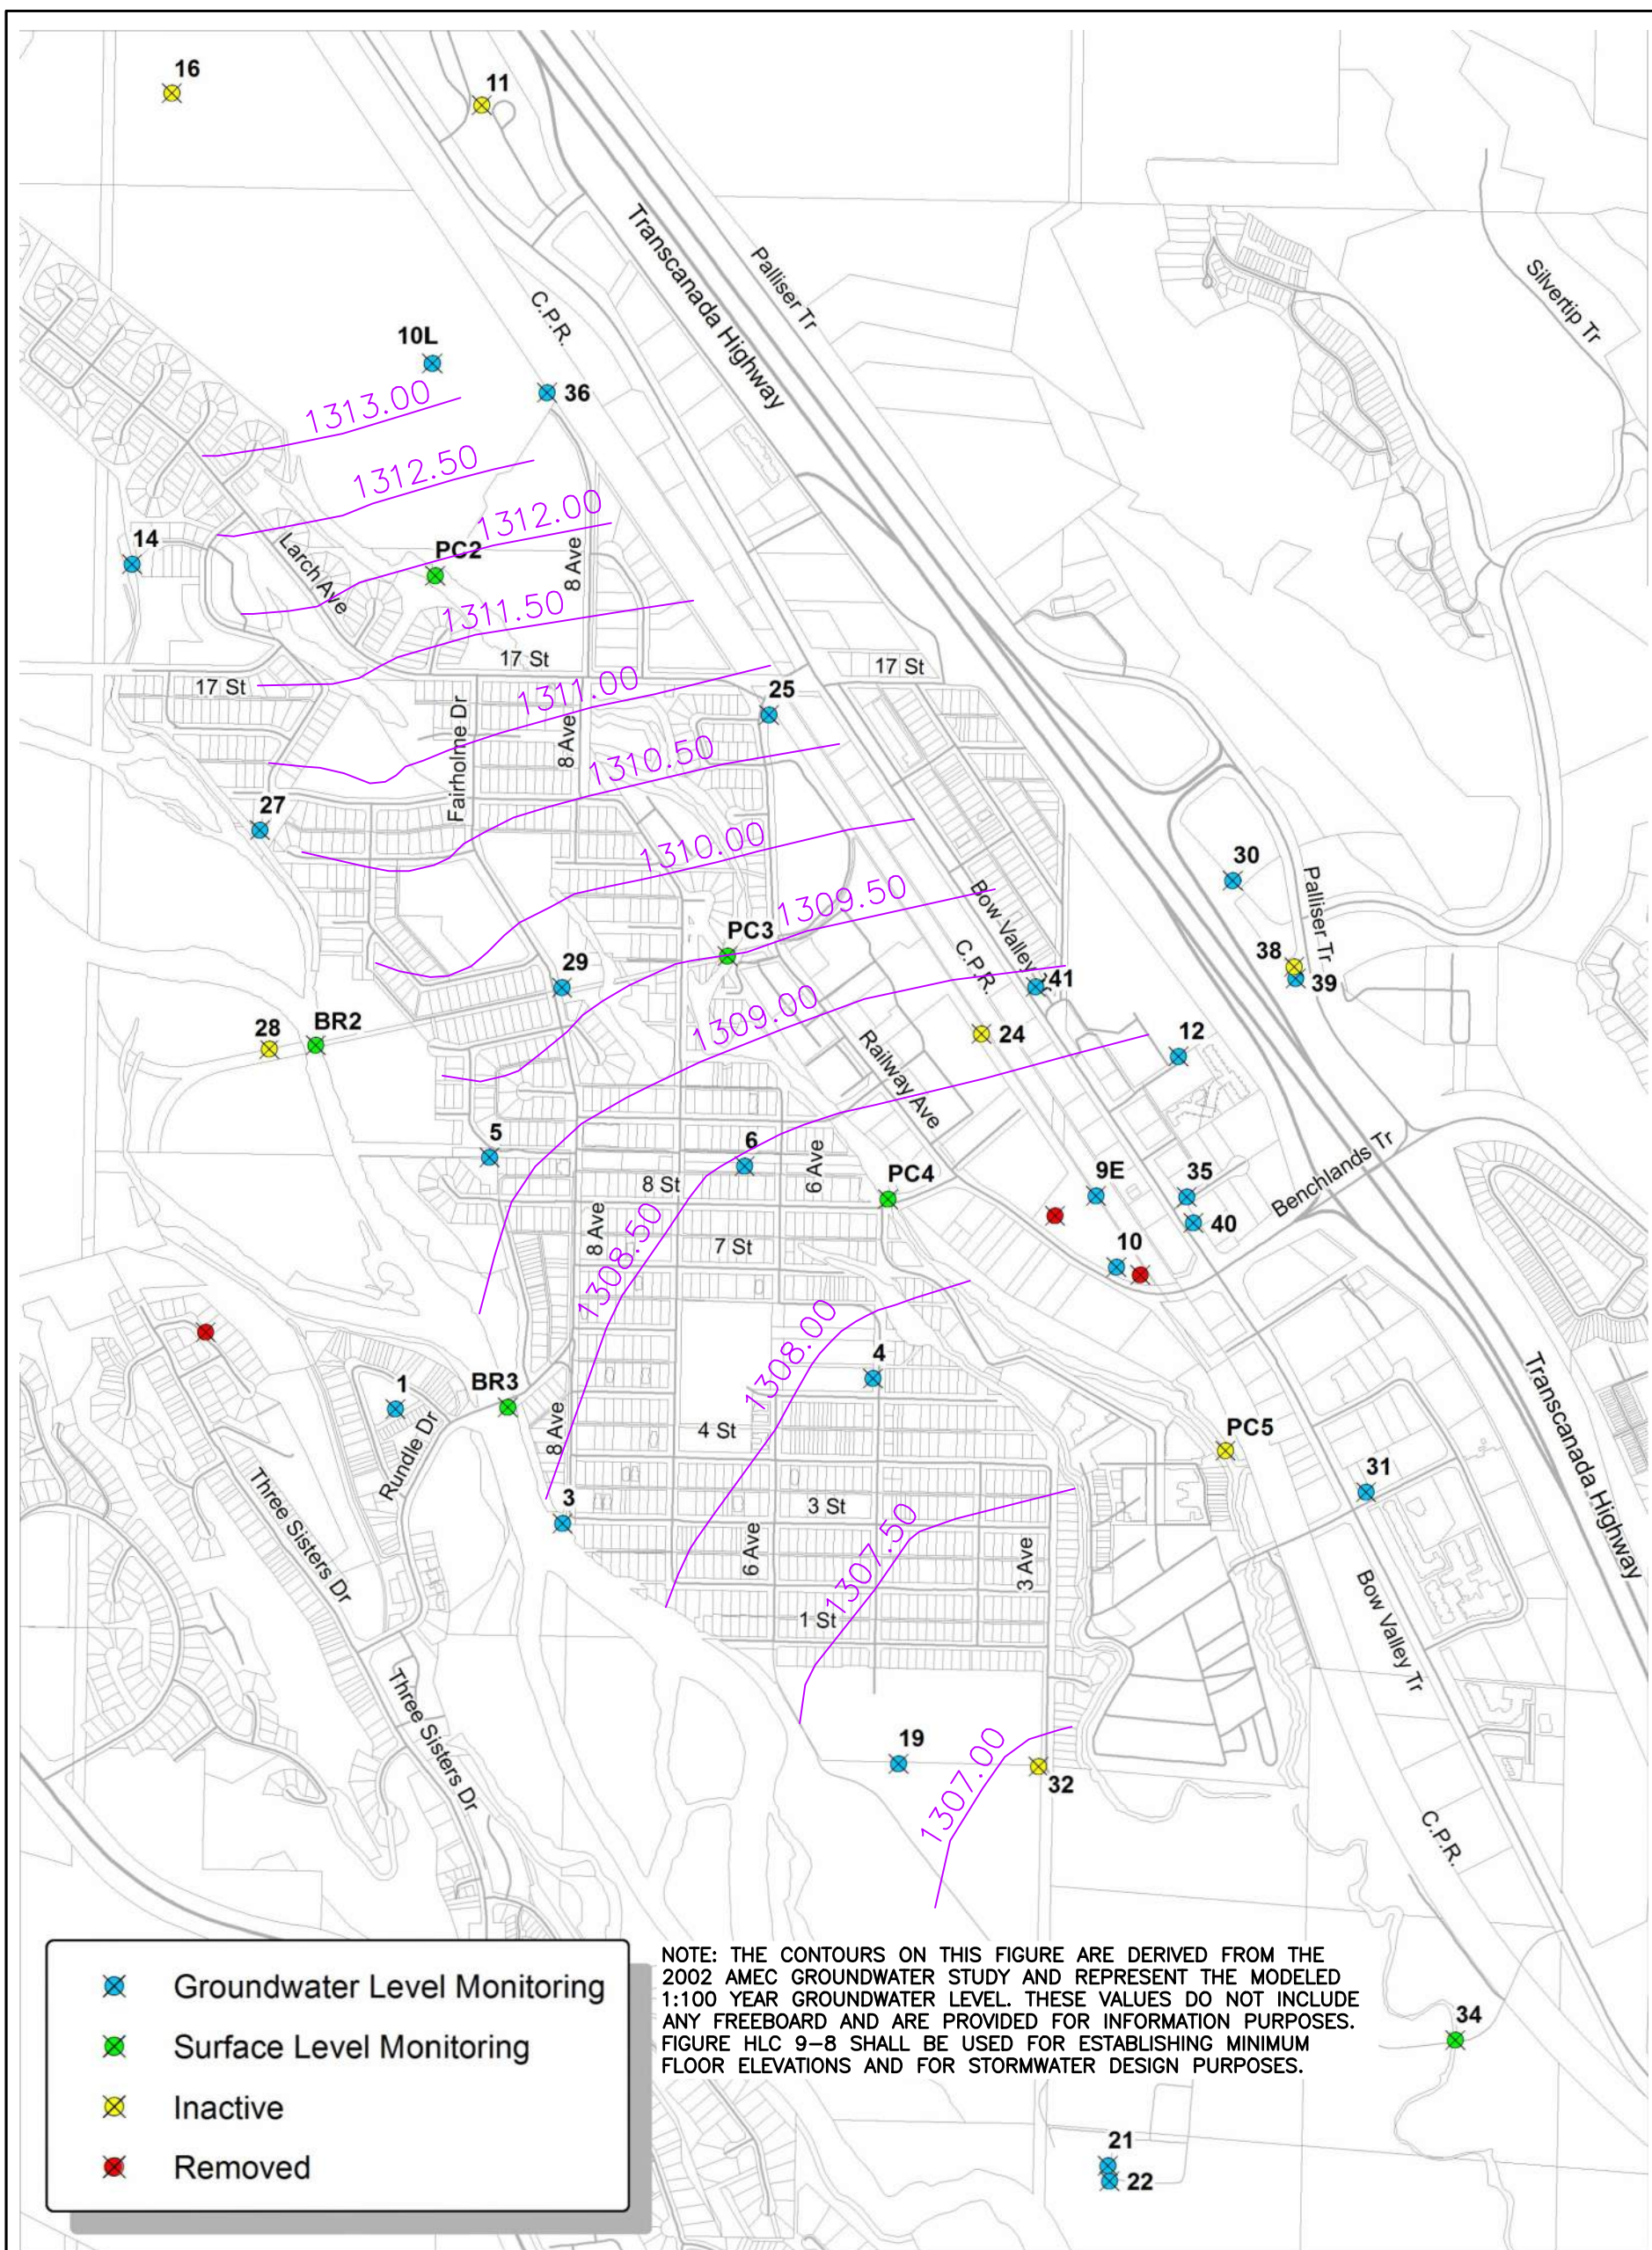 16
11
Transcanada Highway
Palliser Tr
Silvertip Tr
C.P.R.
10L
36
1313.00
1312.50
1312.00
14
PC2
Larch Ave
8 Ave
1311.50
17 St
17 St
17 St
1311.00
25
Fairholme Dr
8 Ave
1310.50
27
1310.00
30
Palliser Tr
1309.50
Bow Valley
PC3
38
39
C.P.R.
29
41
1309.00
28
BR2
24
12
Railway Ave
5
6
6 Ave
8 St
PC4
9E
35
Benchlands Tr
40
8 Ave
7 St
10
1308.50
1308.00
4
1
BR3
Rundle Dr
8 Ave
4 St
PC5
Transcanada Highway
31
Three Sisters Dr
3
3 St
1307.50
6 Ave
3 Ave
1 St
Bow Valley Tr
Three Sisters Dr
19
1307.00
32
C.P.R.
Groundwater Level Monitoring
Surface Level Monitoring
Inactive
Removed
NOTE: THE CONTOURS ON THIS FIGURE ARE DERIVED FROM THE
2002 AMEC GROUNDWATER STUDY AND REPRESENT THE MODELED
1:100 YEAR GROUNDWATER LEVEL. THESE VALUES DO NOT INCLUDE
ANY FREEBOARD AND ARE PROVIDED FOR INFORMATION PURPOSES.
FIGURE HLC 9-8 SHALL BE USED FOR ESTABLISHING MINIMUM
FLOOR ELEVATIONS AND FOR STORMWATER DESIGN PURPOSES.
34
21
22